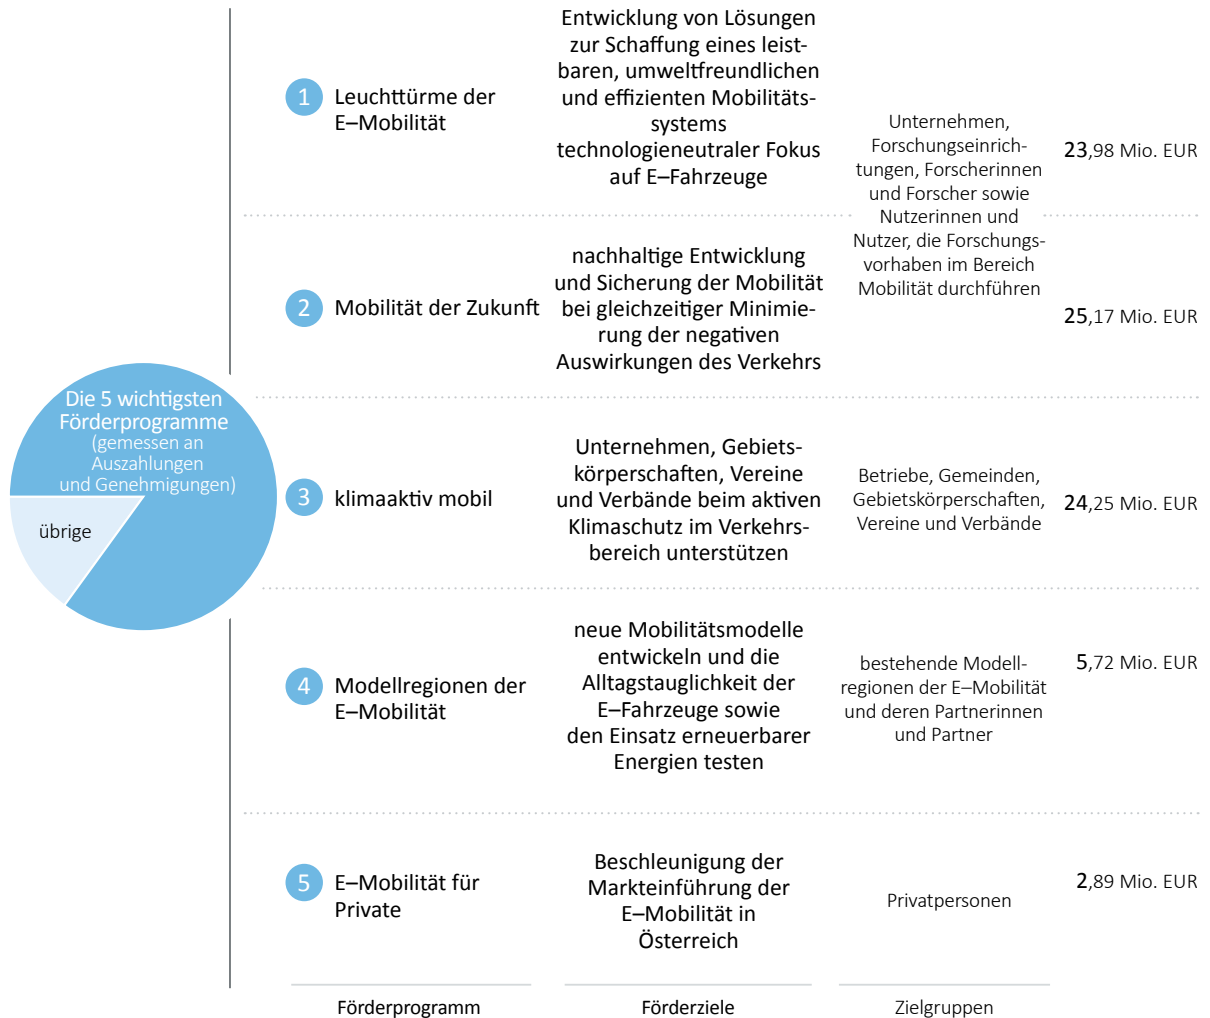 Die 5 wichtigsten
Förderprogramme
(gemessen an
Auszahlungen
und Genehmigungen)
übrige
1
Leuchttürme der
E–Mobilität
Entwicklung von Lösungen
zur Schaffung eines leist-
baren, umweltfreundlichen
und effizienten Mobilitäts-
systems
technologieneutraler Fokus
auf E–Fahrzeuge
Unternehmen,
Forschungseinrich-
tungen, Forscherinnen
und Forscher sowie
Nutzerinnen und
Nutzer, die Forschungs-
vorhaben im Bereich
Mobilität durchführen
23,98 Mio. EUR
2
Mobilität der Zukunft
nachhaltige Entwicklung
und Sicherung der Mobilität
bei gleichzeitiger Minimie-
rung der negativen
Auswirkungen des Verkehrs
25,17 Mio. EUR
3
klimaaktiv mobil
Unternehmen, Gebiets-
körperschaften, Vereine
und Verbände beim aktiven
Klimaschutz im Verkehrs-
bereich unterstützen
Betriebe, Gemeinden,
Gebietskörperschaften,
Vereine und Verbände
24,25 Mio. EUR
4
Modellregionen der
E–Mobilität
neue Mobilitätsmodelle
entwickeln und die
Alltagstauglichkeit der
E–Fahrzeuge sowie
den Einsatz erneuerbarer
Energien testen
bestehende Modell-
regionen der E–Mobilität
und deren Partnerinnen
und Partner
5,72 Mio. EUR
5
E–Mobilität für
Private
Beschleunigung der
Markteinführung der
E–Mobilität in
Österreich
Privatpersonen
2,89 Mio. EUR
Förderprogramm
Förderziele
Zielgruppen